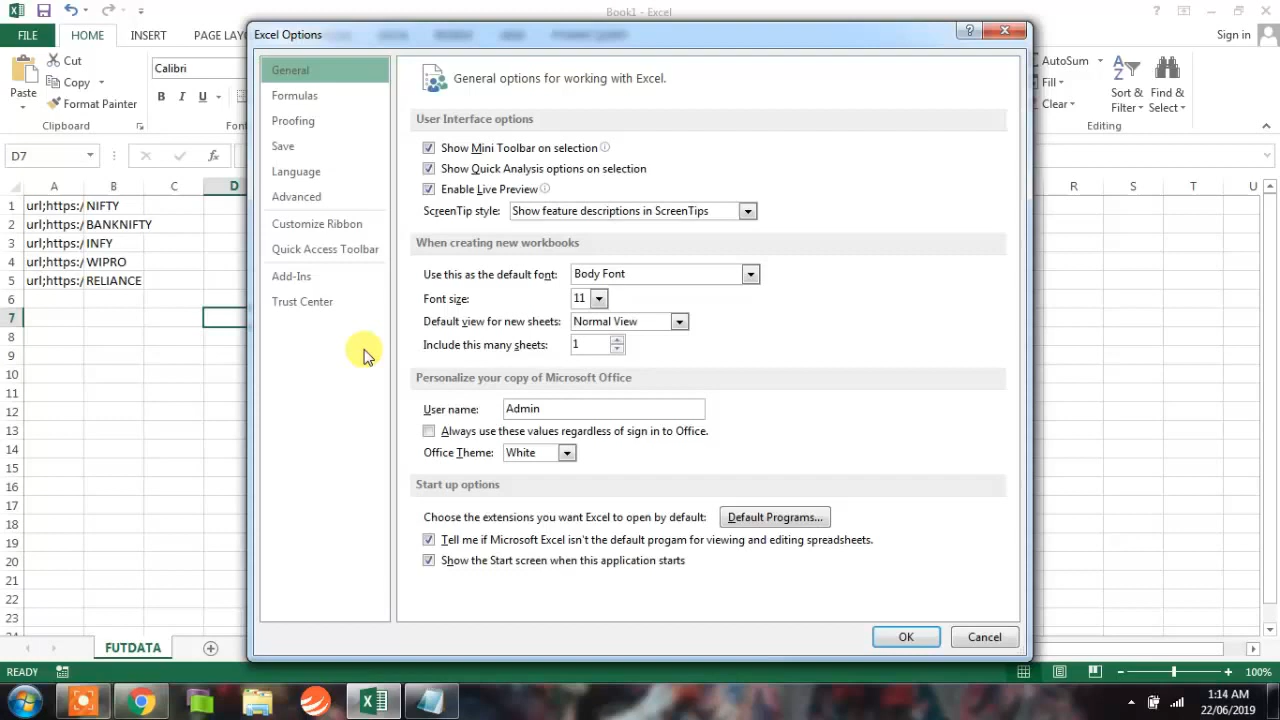 Book1 - Excel
FILE HOME INSERT PAGE LAY Sign in
Cut
Copy
Format Painter
Paste
Clipboard
Calibri
B I U
Font
AutoSum
Fill
Clear
Sort &
Filter
Find &
Select
Editing
D7
fx
A B C D R S T U
1 url;https:/ NIFTY
2 url;https:/ BANKNIFTY
3 url;https:/ INFY
4 url;https:/ WIPRO
5 url;https:/ RELIANCE
6
7
8
9
10
11
12
13
14
15
16
17
18
19
20
21
22
23
FUTDATA
READY
100%
Excel Options
General
Formulas
Proofing
Save
Language
Advanced
Customize Ribbon
Quick Access Toolbar
Add-Ins
Trust Center
General options for working with Excel.
User Interface options
Show Mini Toolbar on selection
Show Quick Analysis options on selection
Enable Live Preview
ScreenTip style: Show feature descriptions in ScreenTips
When creating new workbooks
Use this as the default font: Body Font
Font size: 11
Default view for new sheets: Normal View
Include this many sheets: 1
Personalize your copy of Microsoft Office
User name: Admin
Always use these values regardless of sign in to Office.
Office Theme: White
Start up options
Choose the extensions you want Excel to open by default: Default Programs...
Tell me if Microsoft Excel isn't the default progam for viewing and editing spreadsheets.
Show the Start screen when this application starts
OK Cancel
1:14 AM
22/06/2019